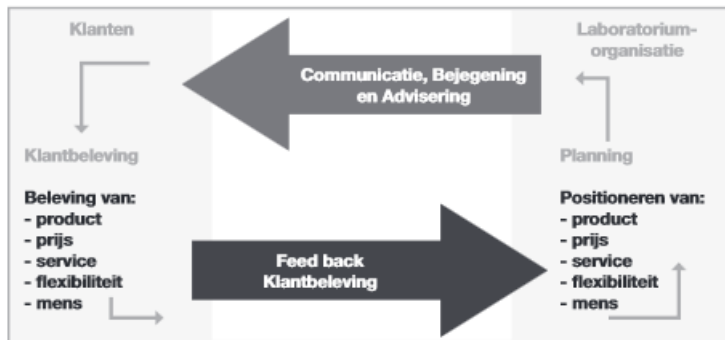 Klanten
Laboratorium-
organisatie
Communicatie, Bejegening
en Advisering
Klantbeleving
Planning
Beleving van:
- product
- prijs
- service
- flexibiliteit
- mens
Positioneren van:
- product
- prijs
- service
- flexibiliteit
- mens
Feed back
Klantbeleving